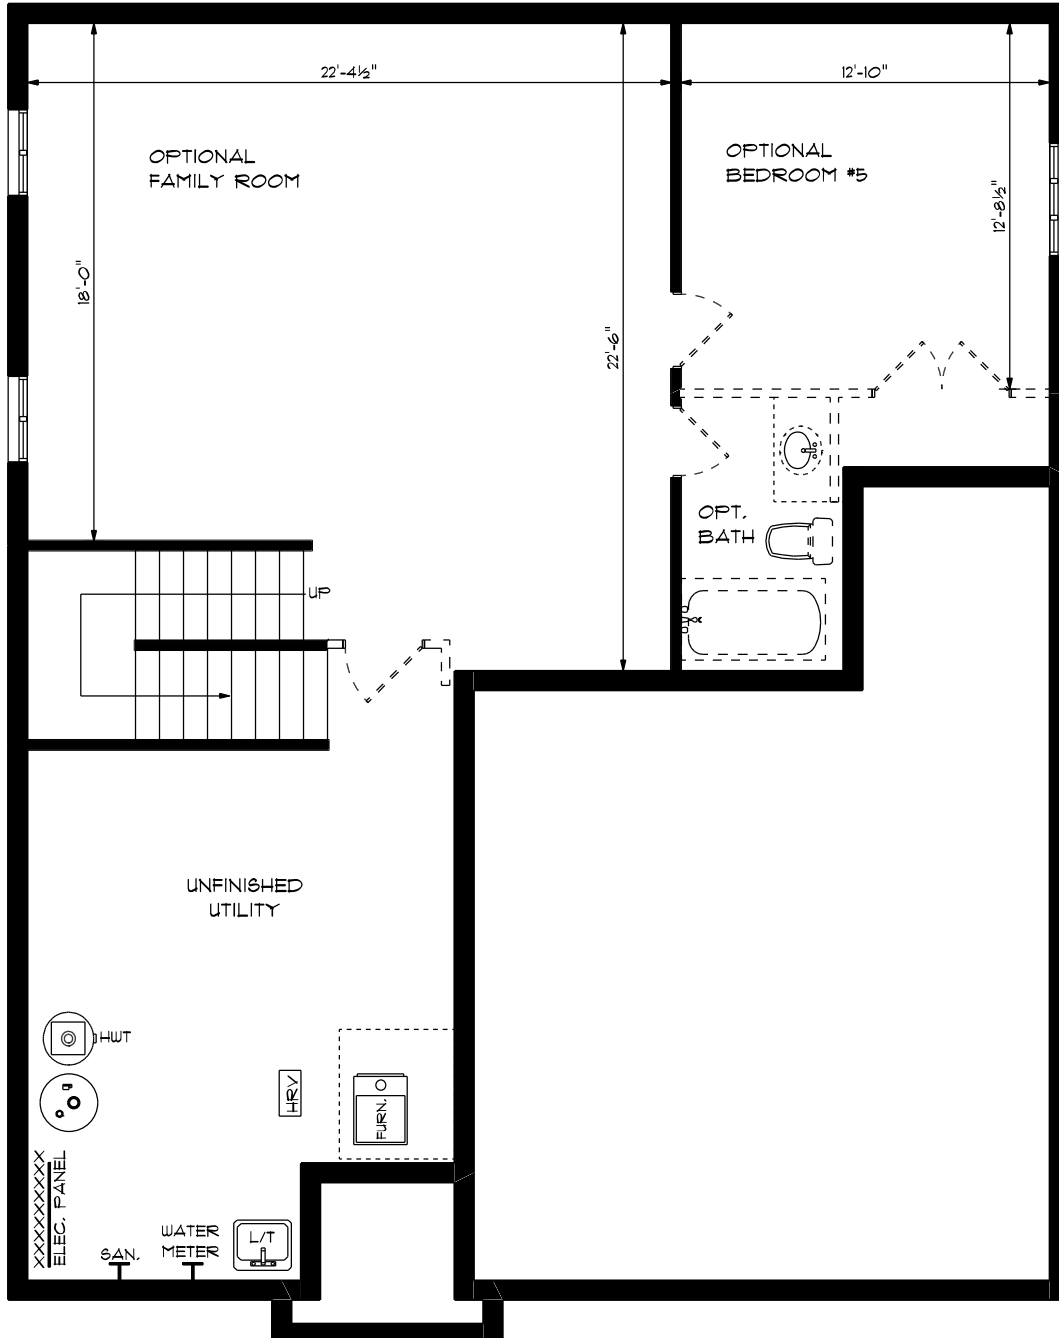 22'-4½"
12'-10"
OPTIONAL
FAMILY ROOM
OPTIONAL
BEDROOM #5
12'-8½"
18'-0"
22'-6"
OPT.
BATH
UP
UNFINISHED
UTILITY
HWT
HRV
FURN.
ELEC. PANEL
XXXXXXXXXXX
WATER
METER
L/T
SAN.